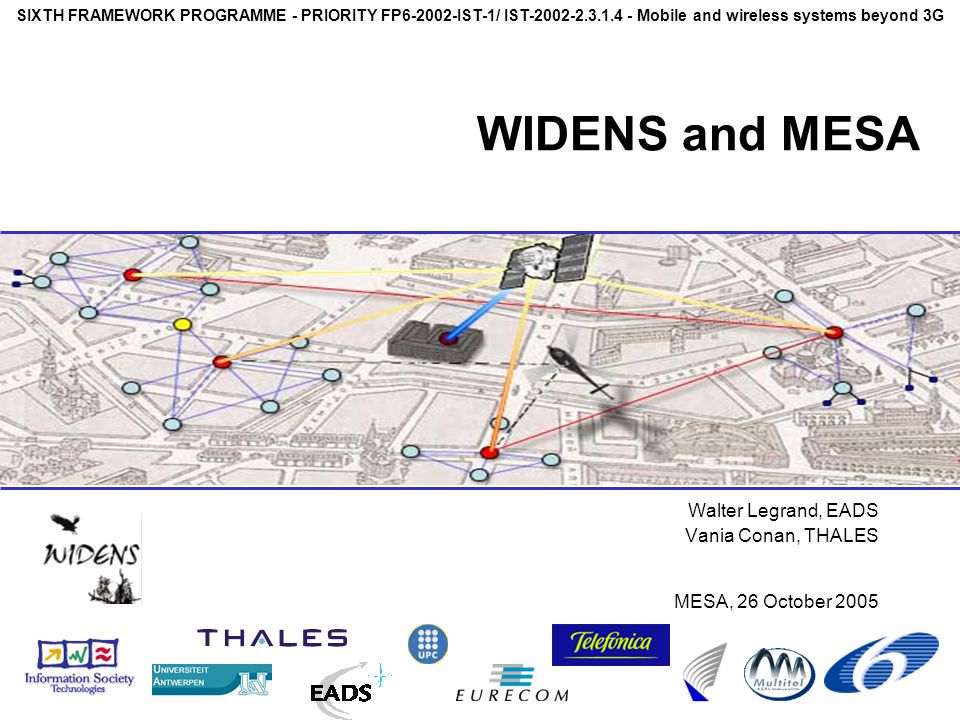 SIXTH FRAMEWORK PROGRAMME - PRIORITY FP6-2002-IST-1/ IST-2002-2.3.1.4 - Mobile and wireless systems beyond 3G
WIDENS and MESA
Walter Legrand, EADS
Vania Conan, THALES
MESA, 26 October 2005
WIDENS
THALES
UPC
Telefónica
Information Society
Technologies
UNIVERSITEIT
ANTWERPEN
EADS
EURECOM
Multitel
6